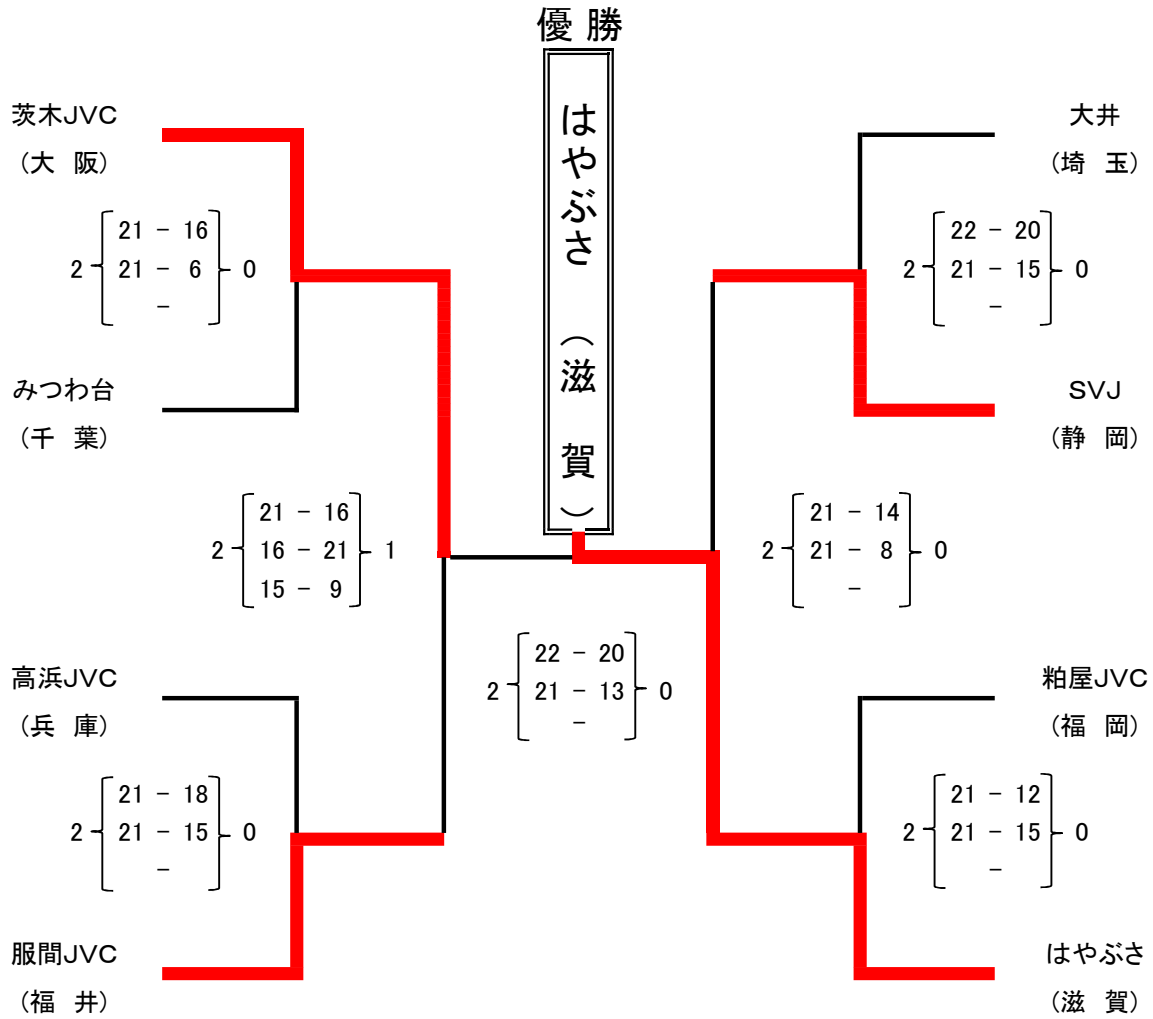 優 勝
はやぶさ （滋 賀）
茨木JVC
（大 阪）
2 21 - 16 0
21 - 6
-
みつわ台
（千 葉）
2 21 - 16 1
16 - 21
15 - 9
高浜JVC
（兵 庫）
2 21 - 18 0
21 - 15
-
服間JVC
（福 井）
2 22 - 20 0
21 - 13
-
大井
（埼 玉）
2 22 - 20 0
21 - 15
-
SVJ
（静 岡）
2 21 - 14 0
21 - 8
-
粕屋JVC
（福 岡）
2 21 - 12 0
21 - 15
-
はやぶさ
（滋 賀）